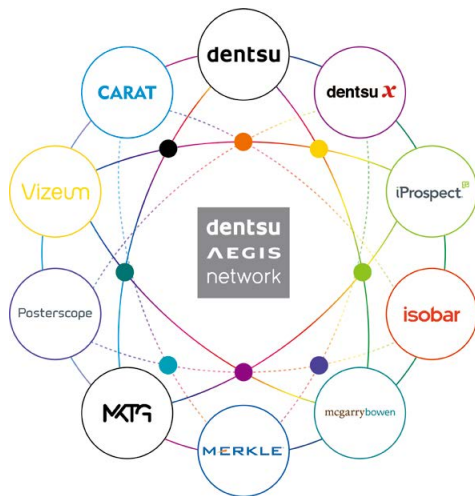 dentsu
CARAT
dentsu X
Vizeum
iProspect
dentsu
AEGIS
network
Posterscope
isobar
MKTG
mcgarrybowen
MERKLE